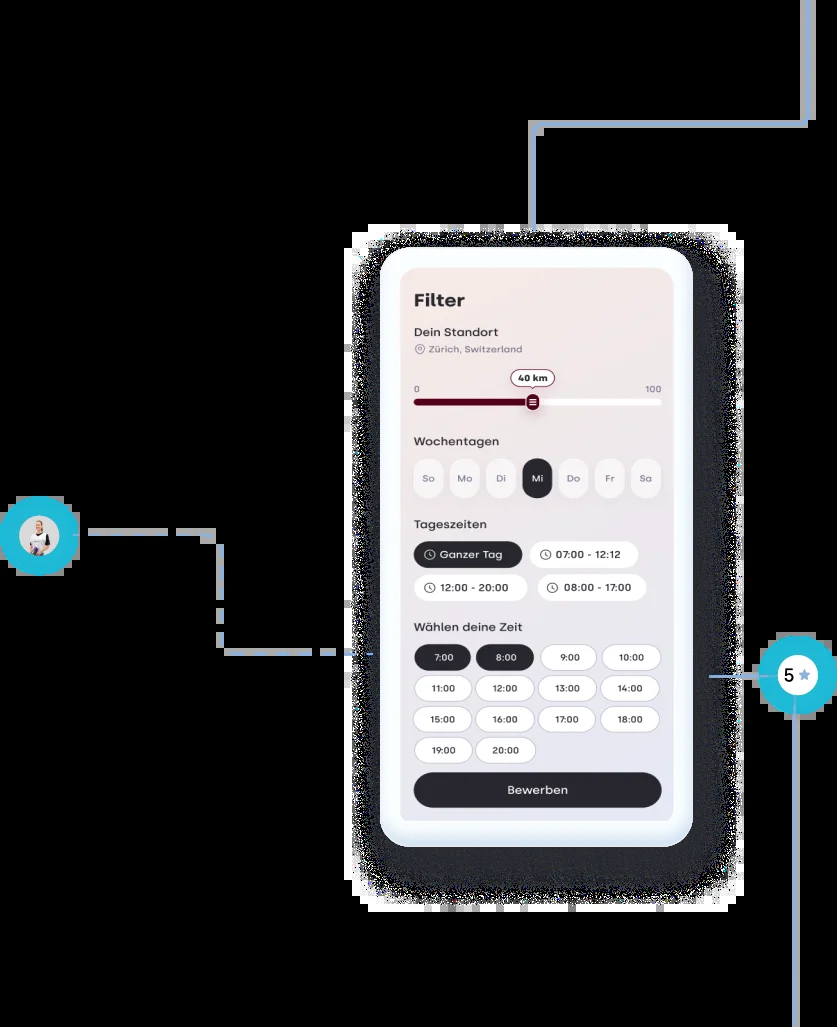 Filter
Dein Standort
Zürich, Switzerland
40 km
0 100
Wochentagen
So Mo Di Mi Do Fr Sa
Tageszeiten
Ganzer Tag 07:00 - 12:12
12:00 - 20:00 08:00 - 17:00
Wählen deine Zeit
7:00 8:00 9:00 10:00
5
11:00 12:00 13:00 14:00
15:00 16:00 17:00 18:00
19:00 20:00
Bewerben